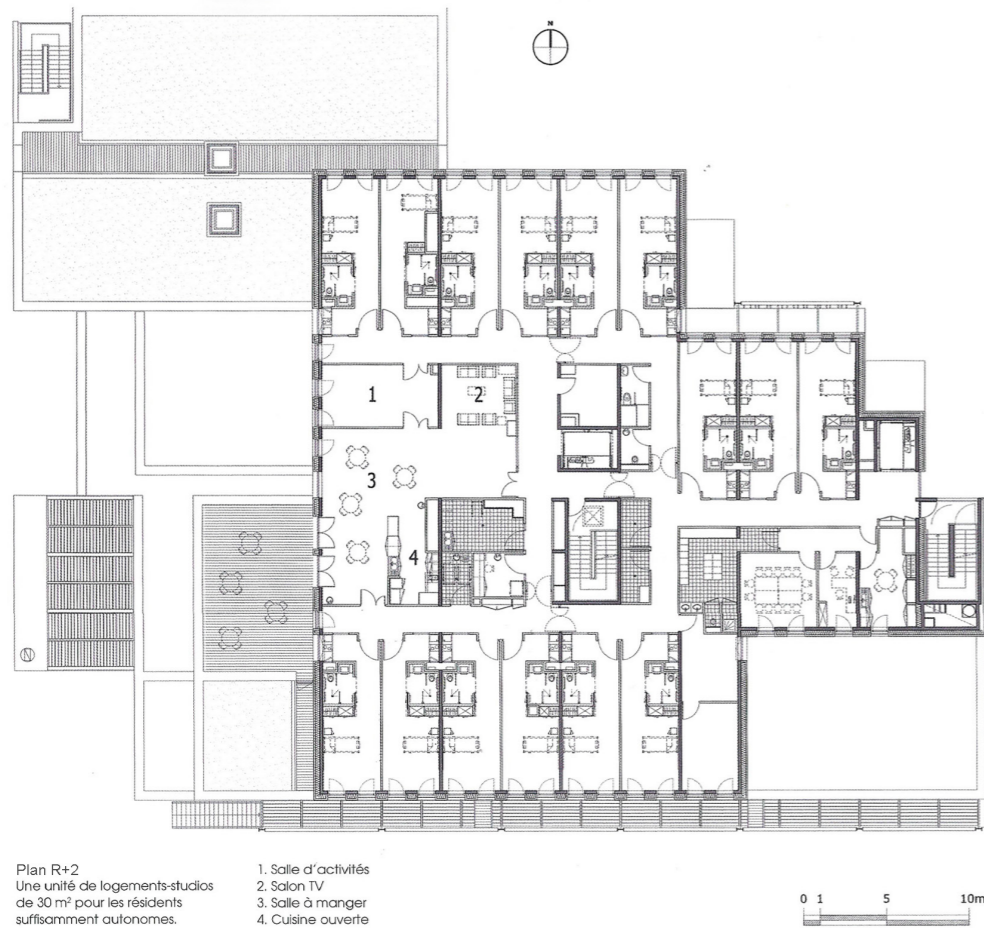 N
1
2
3
4
N
Plan R+2
Une unité de logements-studios
de 30 m² pour les résidents
suffisamment autonomes.
1. Salle d'activités
2. Salon TV
3. Salle à manger
4. Cuisine ouverte
0 1 5 10m